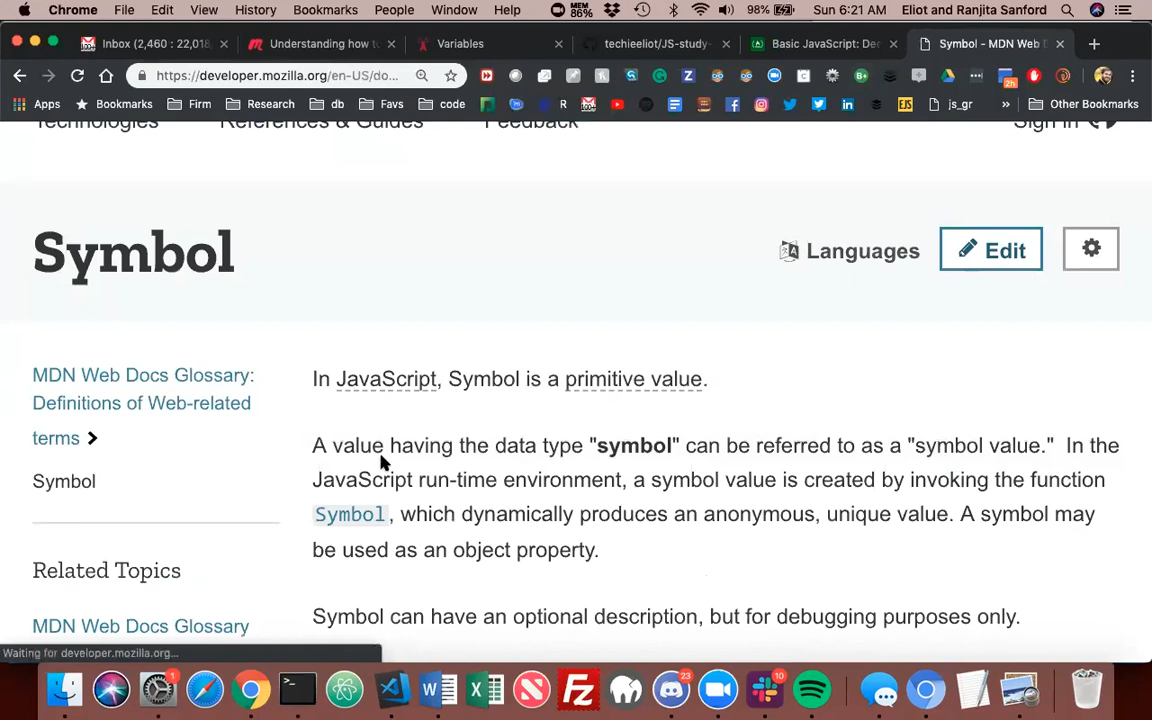 Chrome File Edit View History Bookmarks People Window Help MEM 86% 98% Sun 6:21 AM Eliot and Ranjita Sanford
Inbox (2,460 : 22,018, Understanding how t Variables techieeliot/JS-study- Basic JavaScript: De Symbol - MDN Web D
https://developer.mozilla.org/en-US/do...
Apps Bookmarks Firm Research db Favs code R EJS js_gr » Other Bookmarks
Technologies References & Guides Feedback Sign in
Symbol
Languages Edit
MDN Web Docs Glossary:
Definitions of Web-related
terms
Symbol
Related Topics
MDN Web Docs Glossary
In JavaScript, Symbol is a primitive value.
A value having the data type "symbol" can be referred to as a "symbol value." In the
JavaScript run-time environment, a symbol value is created by invoking the function
Symbol, which dynamically produces an anonymous, unique value. A symbol may
be used as an object property.
Symbol can have an optional description, but for debugging purposes only.
Waiting for developer.mozilla.org...
1 23 10